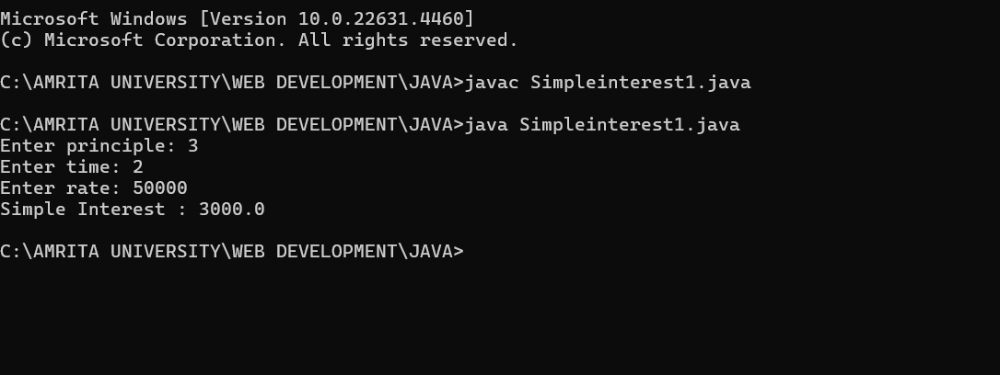 Microsoft Windows [Version 10.0.22631.4460]
(c) Microsoft Corporation. All rights reserved.
C:\AMRITA UNIVERSITY\WEB DEVELOPMENT\JAVA>javac Simpleinterest1.java
C:\AMRITA UNIVERSITY\WEB DEVELOPMENT\JAVA>java Simpleinterest1.java
Enter principle: 3
Enter time: 2
Enter rate: 50000
Simple Interest : 3000.0
C:\AMRITA UNIVERSITY\WEB DEVELOPMENT\JAVA>